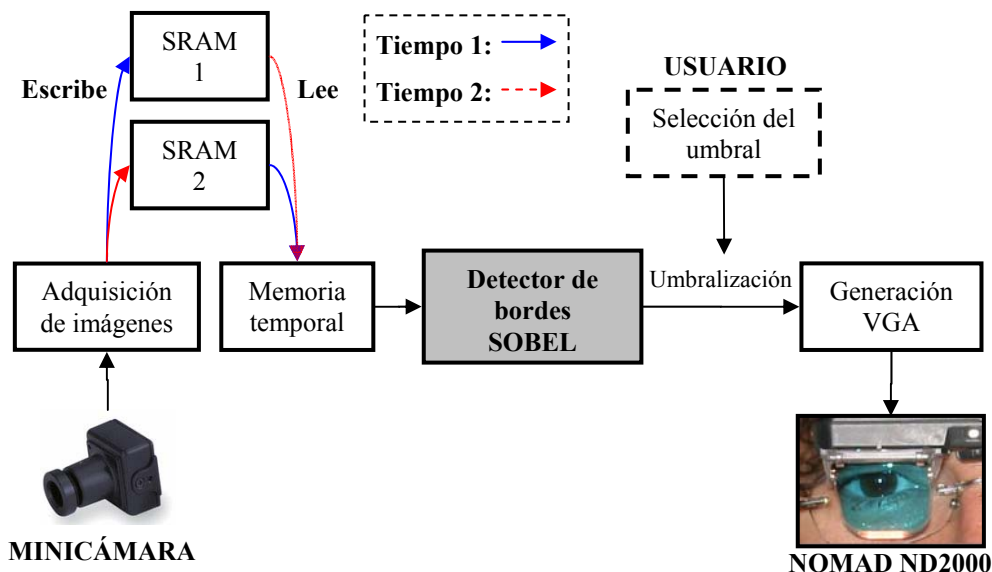 SRAM
1
Escribe
Lee
SRAM
2
Tiempo 1:
Tiempo 2:
USUARIO
Selección del
umbral
Adquisición
de imágenes
Memoria
temporal
Detector de
bordes
SOBEL
Umbralización
Generación
VGA
MINICÁMARA
NOMAD ND2000